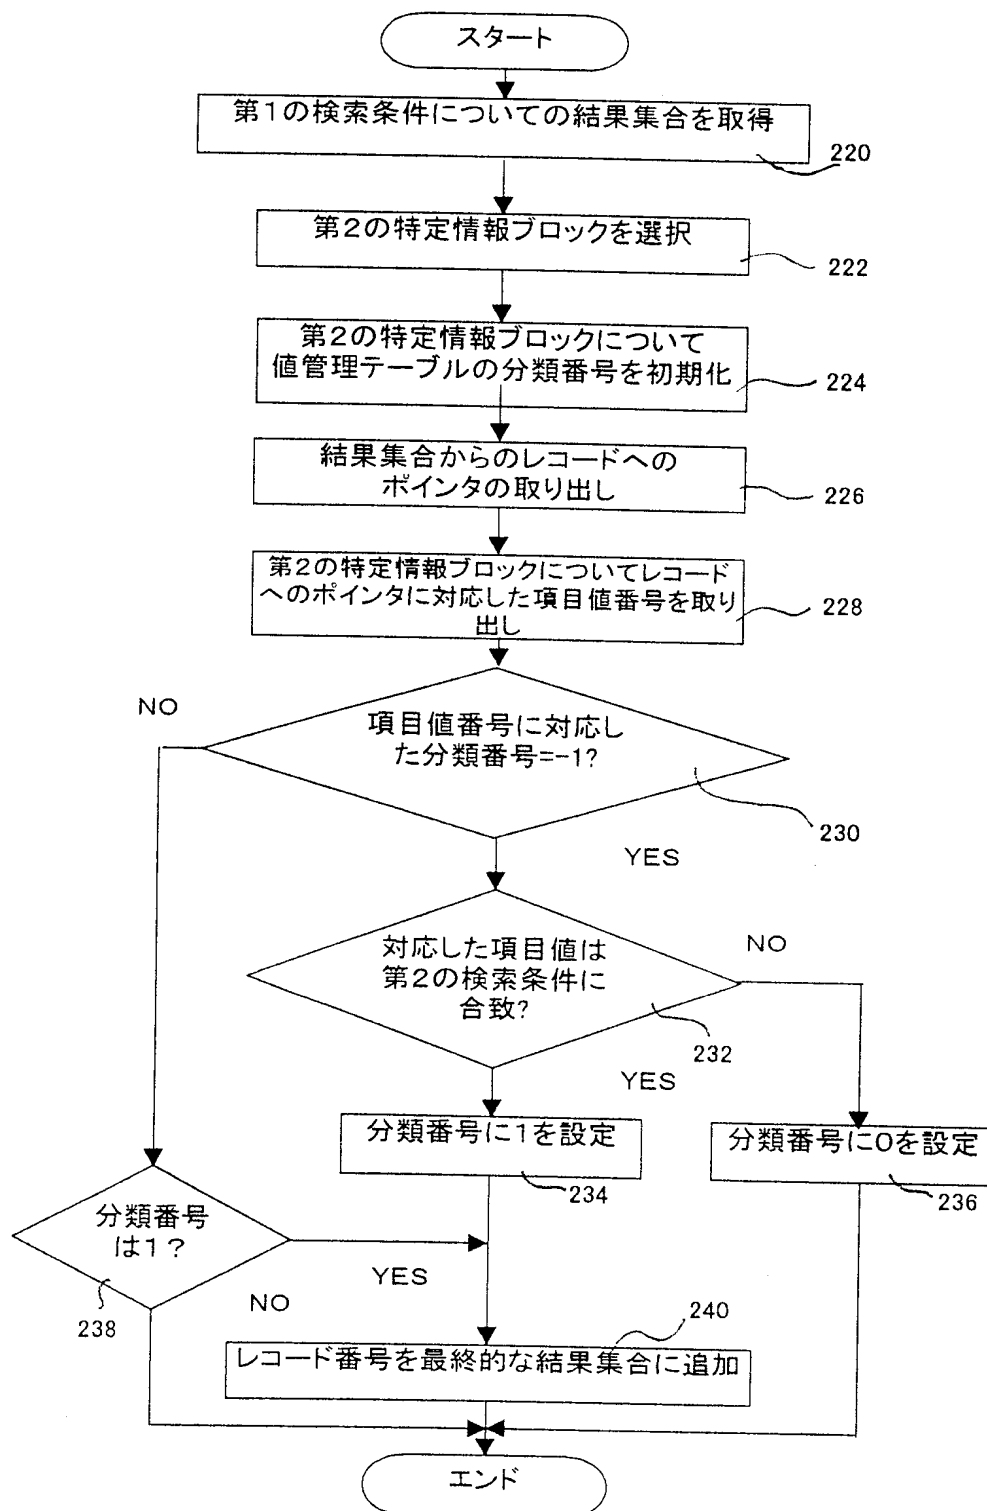 スタート
第1の検索条件についての結果集合を取得
220
第2の特定情報ブロックを選択
222
第2の特定情報ブロックについて
値管理テーブルの分類番号を初期化
224
結果集合からのレコードへの
ポインタの取り出し
226
第2の特定情報ブロックについてレコード
へのポインタに対応した項目値番号を取り
出し
228
NO
項目値番号に対応し
た分類番号=-1?
230
YES
対応した項目値は
第2の検索条件に
合致?
NO
232
YES
分類番号に1を設定
234
分類番号に0を設定
236
分類番号
は1?
238
YES
NO
240
レコード番号を最終的な結果集合に追加
エンド